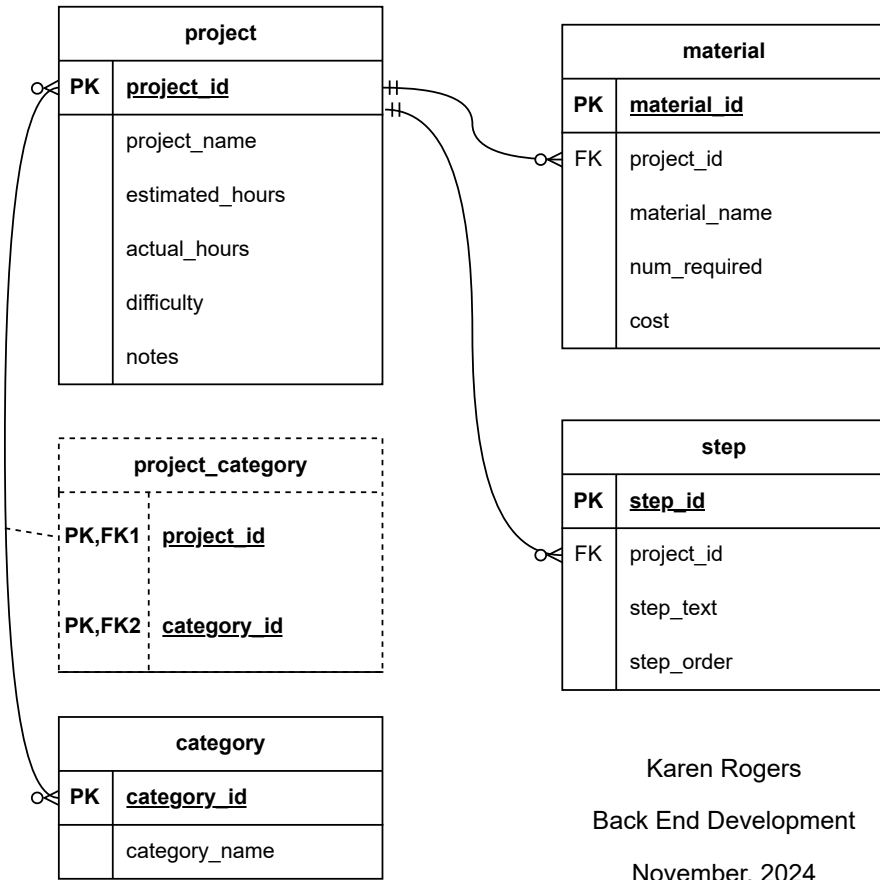 project
PK project_id
project_name
estimated_hours
actual_hours
difficulty
notes
material
PK material_id
FK project_id
material_name
num_required
cost
project_category
PK,FK1 project_id
PK,FK2 category_id
step
PK step_id
FK project_id
step_text
step_order
category
PK category_id
category_name
Karen Rogers
Back End Development
November, 2024